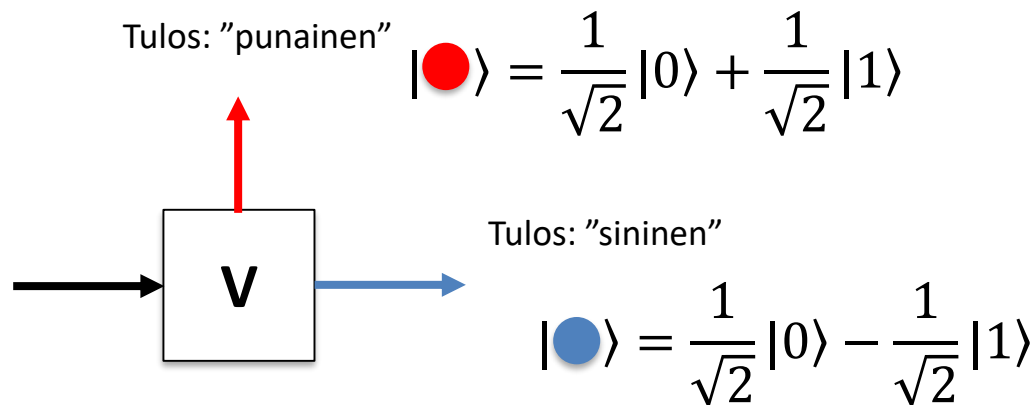 Tulos: ”punainen”
|🔴⟩ = 1/√2 |0⟩ + 1/√2 |1⟩
V
Tulos: ”sininen”
|🔵⟩ = 1/√2 |0⟩ − 1/√2 |1⟩